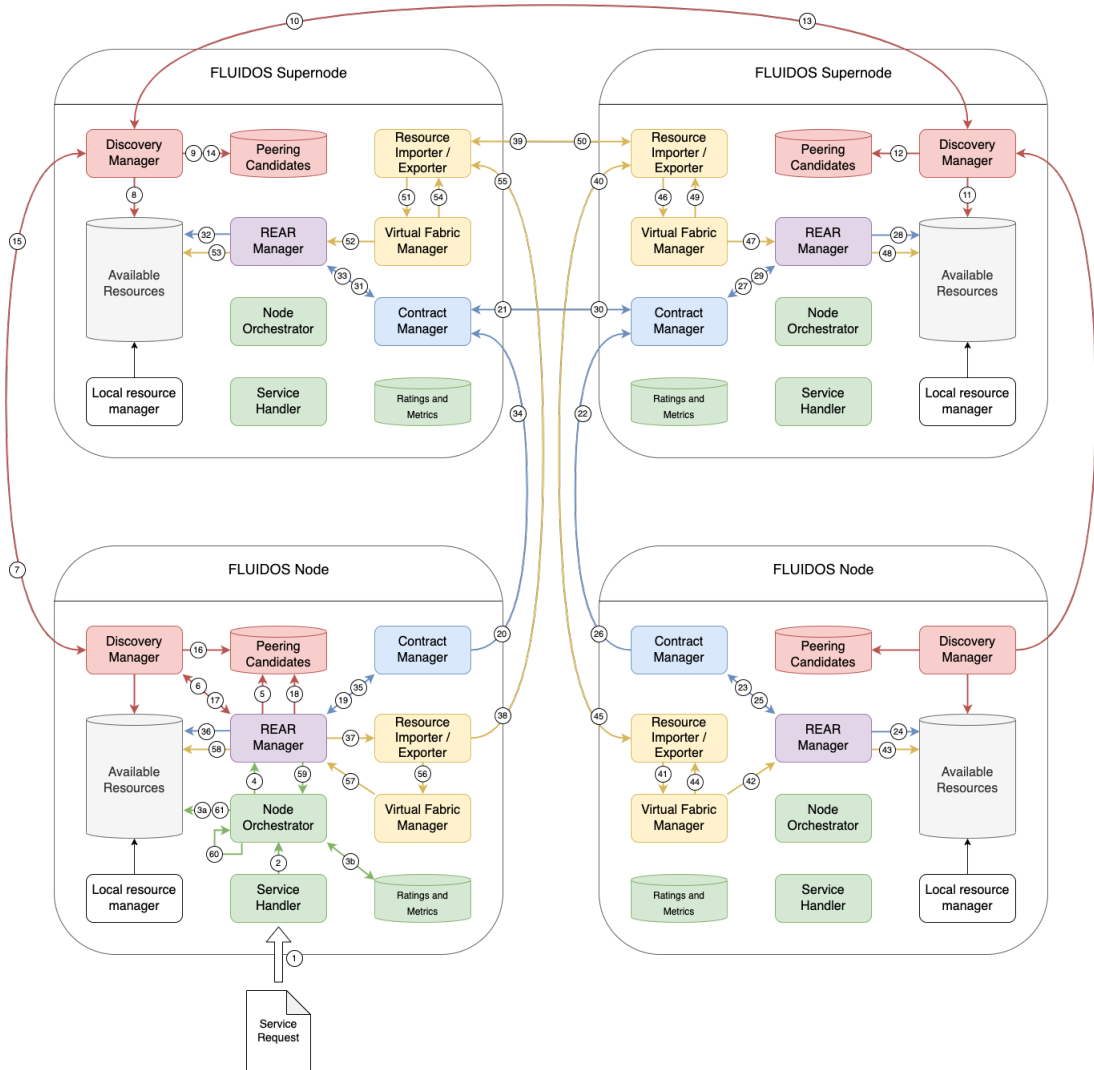 10
13
FLUIDOS Supernode
FLUIDOS Supernode
Discovery
Manager
9
14
Peering
Candidates
Resource
Importer /
Exporter
39
50
Resource
Importer /
Exporter
Peering
Candidates
12
Discovery
Manager
55
40
8
51
54
46
49
11
15
Available
Resources
32
53
REAR
Manager
52
Virtual Fabric
Manager
Virtual Fabric
Manager
47
REAR
Manager
28
48
Available
Resources
33
31
27
29
Node
Orchestrator
Contract
Manager
21
30
Contract
Manager
Node
Orchestrator
Local resource
manager
Service
Handler
Ratings and
Metrics
34
22
Ratings and
Metrics
Service
Handler
Local resource
manager
7
FLUIDOS Node
FLUIDOS Node
Discovery
Manager
16
Peering
Candidates
Contract
Manager
20
26
Contract
Manager
Peering
Candidates
Discovery
Manager
6
17
5
18
19
35
23
25
Available
Resources
36
58
REAR
Manager
37
Resource
Importer /
Exporter
38
45
Resource
Importer /
Exporter
REAR
Manager
24
43
Available
Resources
4
59
57
56
41
44
42
3a
61
Node
Orchestrator
Virtual Fabric
Manager
Virtual Fabric
Manager
Node
Orchestrator
60
2
3b
Local resource
manager
Service
Handler
Ratings and
Metrics
Ratings and
Metrics
Service
Handler
Local resource
manager
1
Service
Request